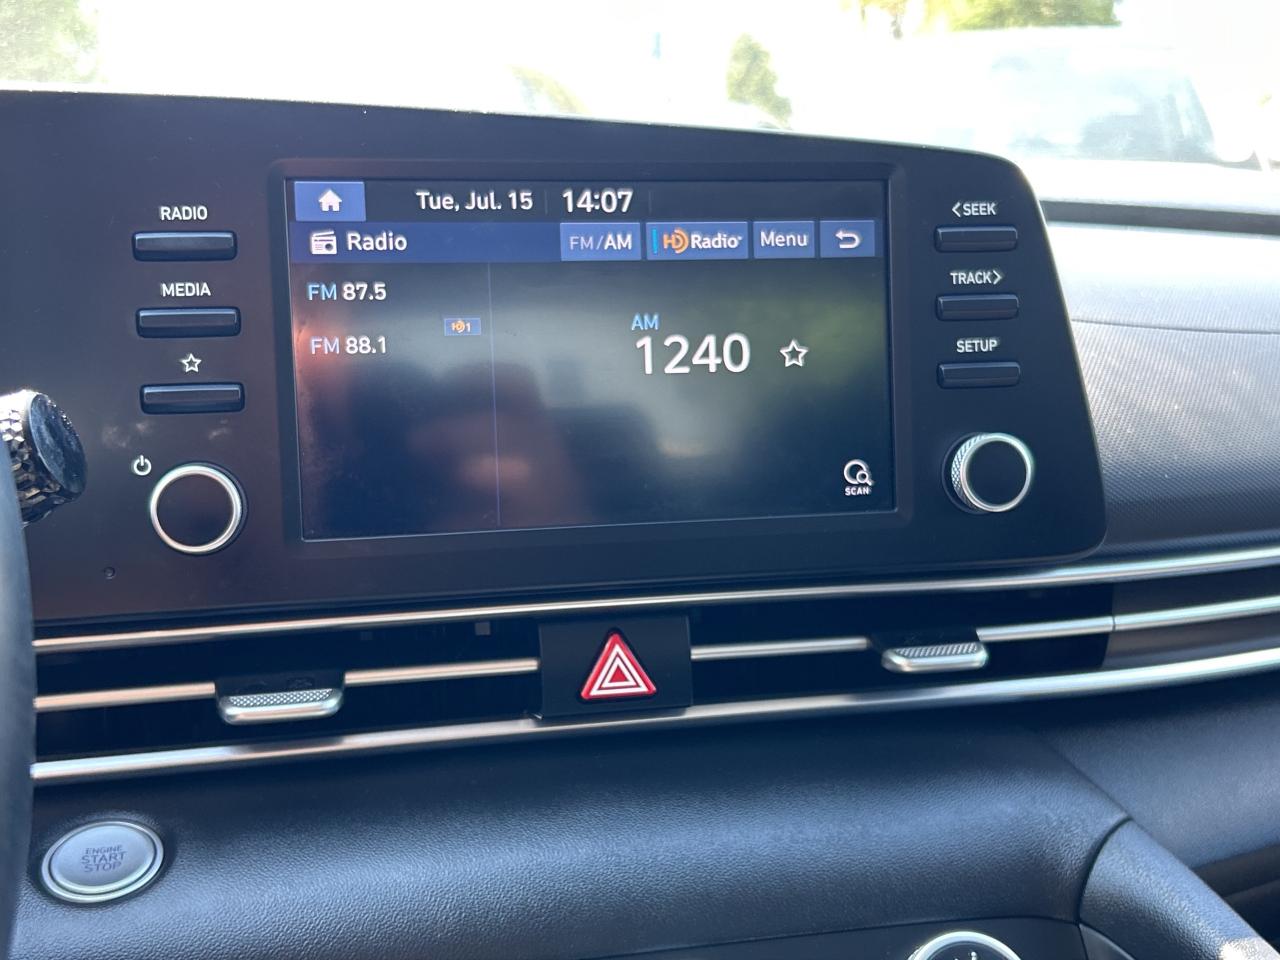 RADIO
MEDIA
Tue, Jul. 15 14:07
Radio FM/AM HD Radio Menu
FM 87.5
HD1
FM 88.1
AM
1240
SCAN
<SEEK
TRACK>
SETUP
ENGINE
START
STOP